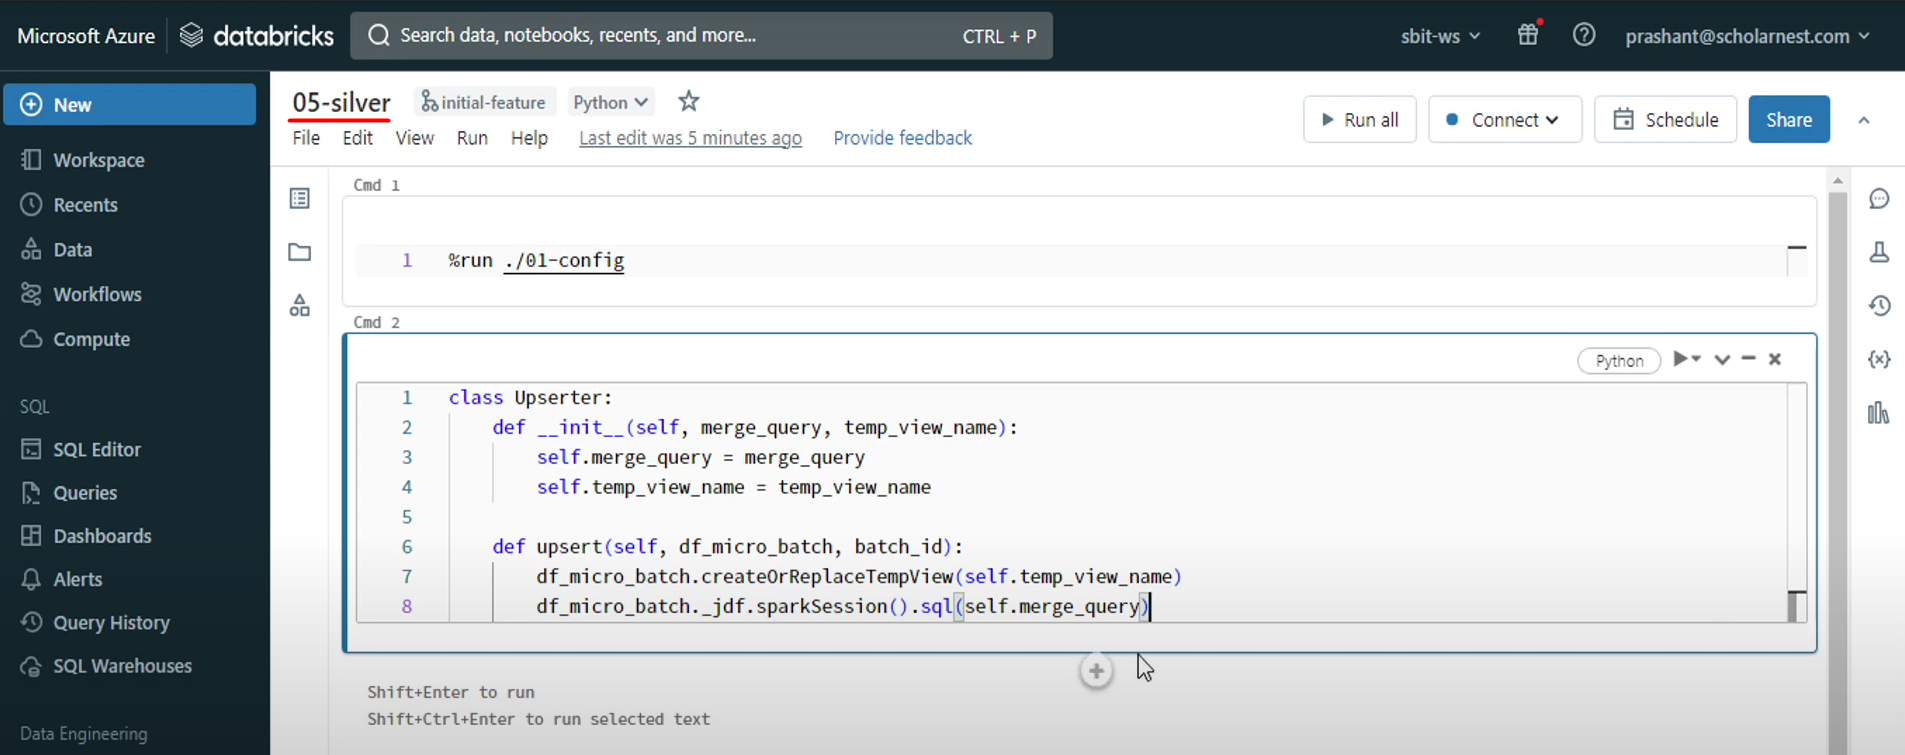 Microsoft Azure
databricks
Search data, notebooks, recents, and more...
CTRL + P
sbit-ws
prashant@scholarnest.com
New
Workspace
Recents
Data
Workflows
Compute
SQL
SQL Editor
Queries
Dashboards
Alerts
Query History
SQL Warehouses
Data Engineering
05-silver
initial-feature
Python
File Edit View Run Help Last edit was 5 minutes ago Provide feedback
Run all
Connect
Schedule
Share
Cmd 1
1 %run ./01-config
Cmd 2
Python
1 class Upserter:
2 def __init__(self, merge_query, temp_view_name):
3 self.merge_query = merge_query
4 self.temp_view_name = temp_view_name
5
6 def upsert(self, df_micro_batch, batch_id):
7 df_micro_batch.createOrReplaceTempView(self.temp_view_name)
8 df_micro_batch._jdf.sparkSession().sql(self.merge_query)
Shift+Enter to run
Shift+Ctrl+Enter to run selected text